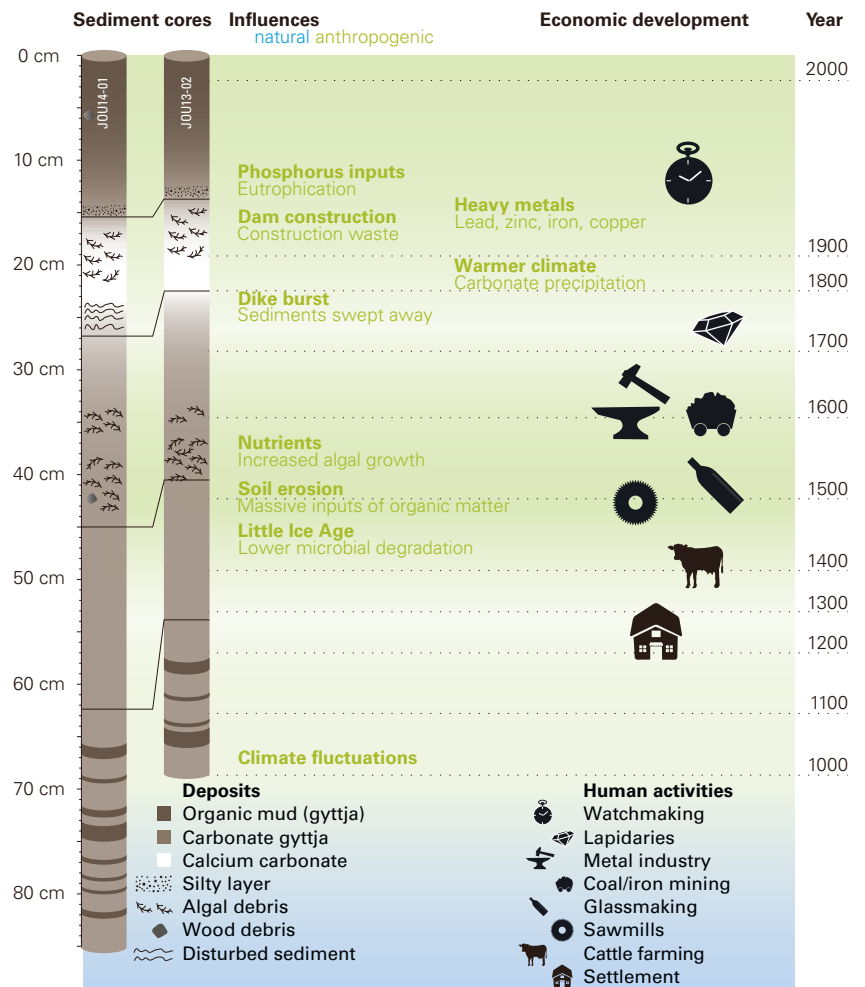 Sediment cores
Influences
natural anthropogenic
Economic development
Year
0 cm
10 cm
20 cm
30 cm
40 cm
50 cm
60 cm
70 cm
80 cm
JOU14-01
JOU13-02
Phosphorus inputs
Eutrophication
Dam construction
Construction waste
Heavy metals
Lead, zinc, iron, copper
Warmer climate
Carbonate precipitation
Dike burst
Sediments swept away
Nutrients
Increased algal growth
Soil erosion
Massive inputs of organic matter
Little Ice Age
Lower microbial degradation
Climate fluctuations
2000
1900
1800
1700
1600
1500
1400
1300
1200
1100
1000
Deposits
Organic mud (gyttja)
Carbonate gyttja
Calcium carbonate
Silty layer
Algal debris
Wood debris
Disturbed sediment
Human activities
Watchmaking
Lapidaries
Metal industry
Coal/iron mining
Glassmaking
Sawmills
Cattle farming
Settlement